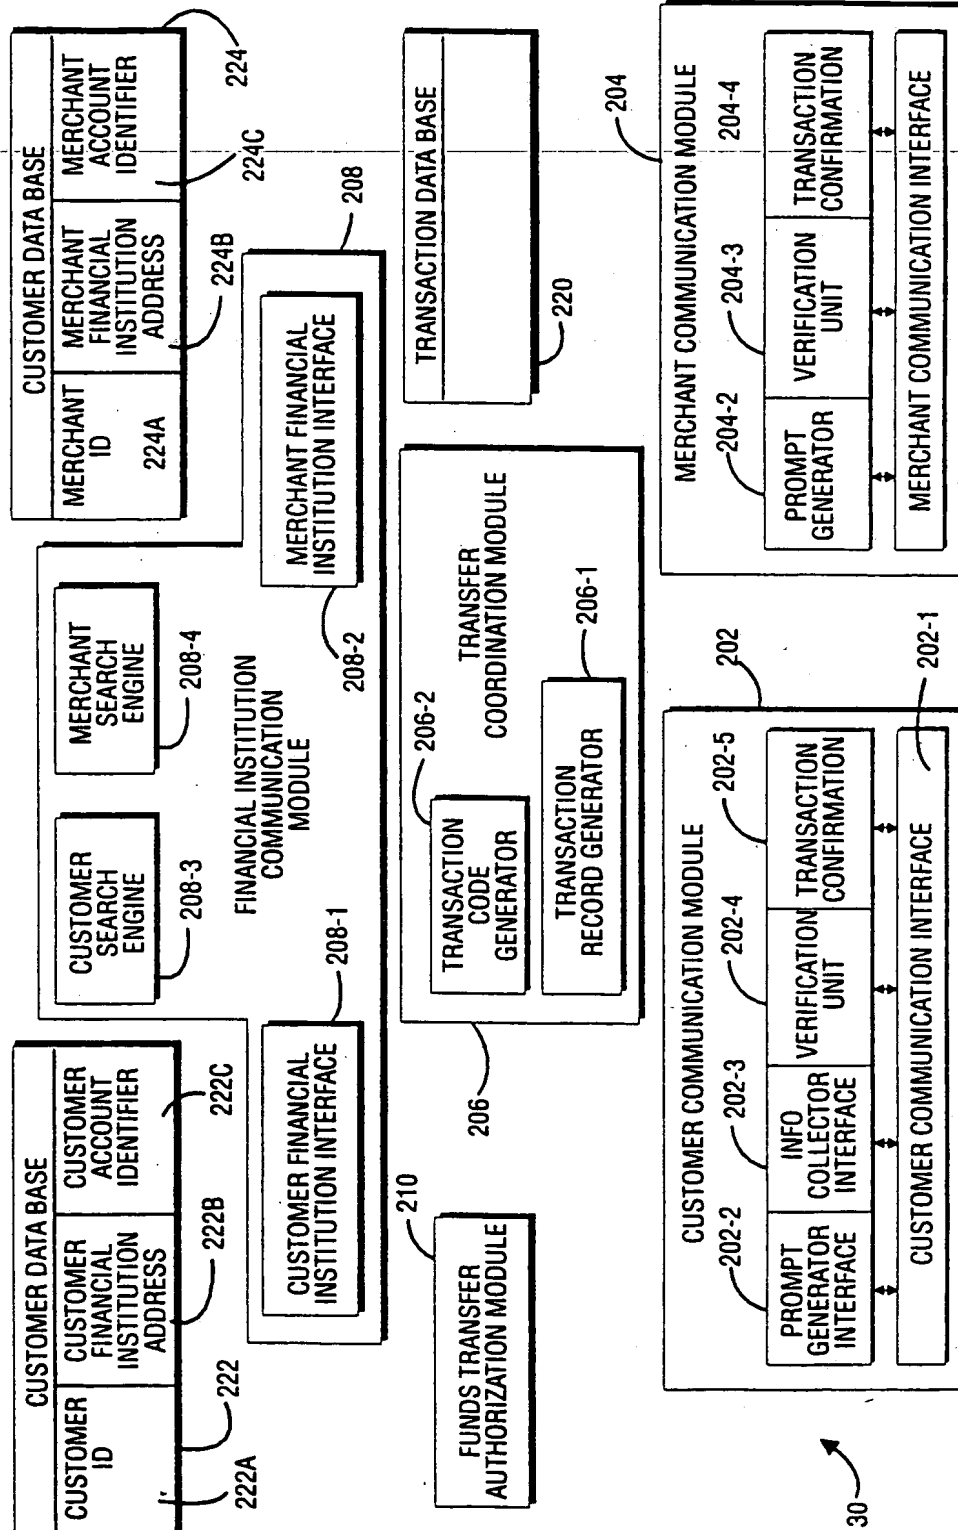 CUSTOMER DATA BASE
CUSTOMER
ID
CUSTOMER
FINANCIAL
INSTITUTION
ADDRESS
CUSTOMER
ACCOUNT
IDENTIFIER
222A
222
222B
222C
CUSTOMER
SEARCH
ENGINE
208-3
MERCHANT
SEARCH
ENGINE
208-4
FINANCIAL INSTITUTION
COMMUNICATION
MODULE
CUSTOMER FINANCIAL
INSTITUTION INTERFACE
208-1
MERCHANT FINANCIAL
INSTITUTION INTERFACE
208-2
208
CUSTOMER DATA BASE
MERCHANT
ID
MERCHANT
FINANCIAL
INSTITUTION
ADDRESS
MERCHANT
ACCOUNT
IDENTIFIER
224A
224B
224C
224
FUNDS TRANSFER
AUTHORIZATION MODULE
210
TRANSACTION
CODE
GENERATOR
206-2
TRANSFER
COORDINATION MODULE
TRANSACTION
RECORD GENERATOR
206-1
206
TRANSACTION DATA BASE
220
CUSTOMER COMMUNICATION MODULE
202
202-2
202-3
202-4
202-5
PROMPT
GENERATOR
INTERFACE
INFO
COLLECTOR
INTERFACE
VERIFICATION
UNIT
TRANSACTION
CONFIRMATION
CUSTOMER COMMUNICATION INTERFACE
202-1
MERCHANT COMMUNICATION MODULE
204
204-2
204-3
204-4
PROMPT
GENERATOR
VERIFICATION
UNIT
TRANSACTION
CONFIRMATION
MERCHANT COMMUNICATION INTERFACE
30